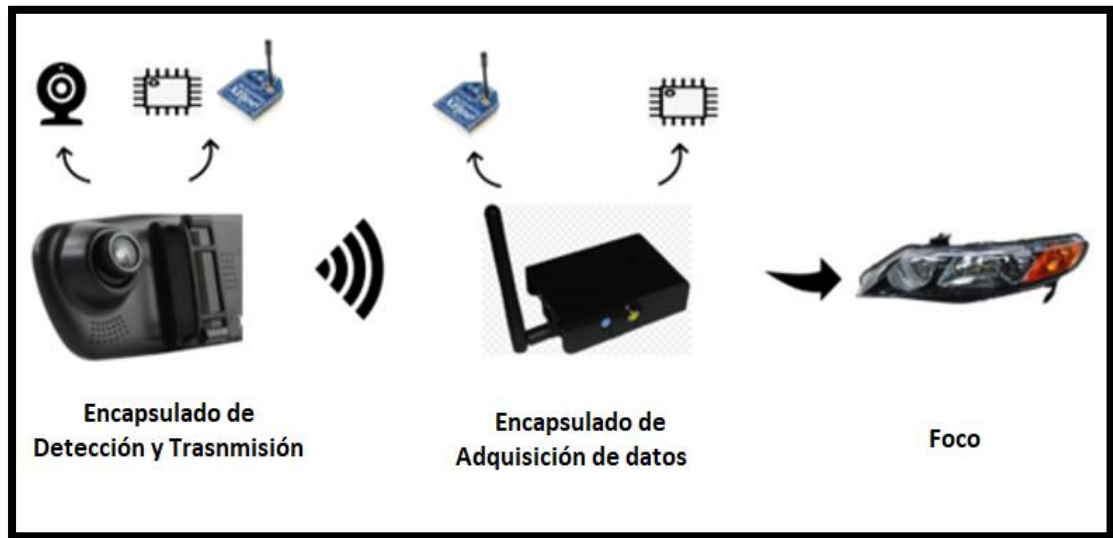 Encapsulado de
Detección y Trasnmisión
Encapsulado de
Adquisición de datos
Foco